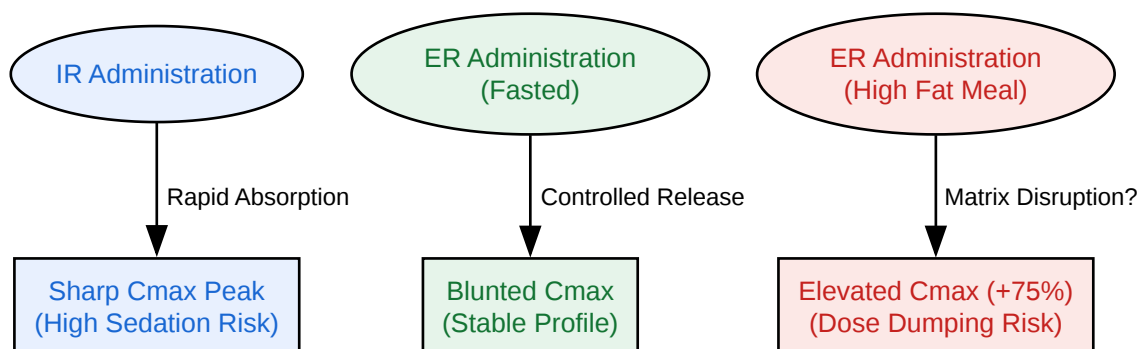 IR Administration
ER Administration
(Fasted)
ER Administration
(High Fat Meal)
Rapid Absorption
Controlled Release
Matrix Disruption?
Sharp Cmax Peak
(High Sedation Risk)
Blunted Cmax
(Stable Profile)
Elevated Cmax (+75%)
(Dose Dumping Risk)